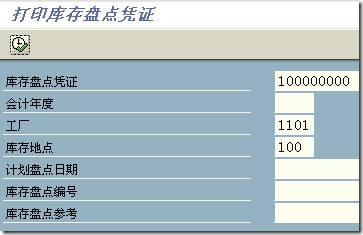 打印库存盘点凭证
库存盘点凭证 100000000
会计年度
工厂 1101
库存地点 100
计划盘点日期
库存盘点编号
库存盘点参考